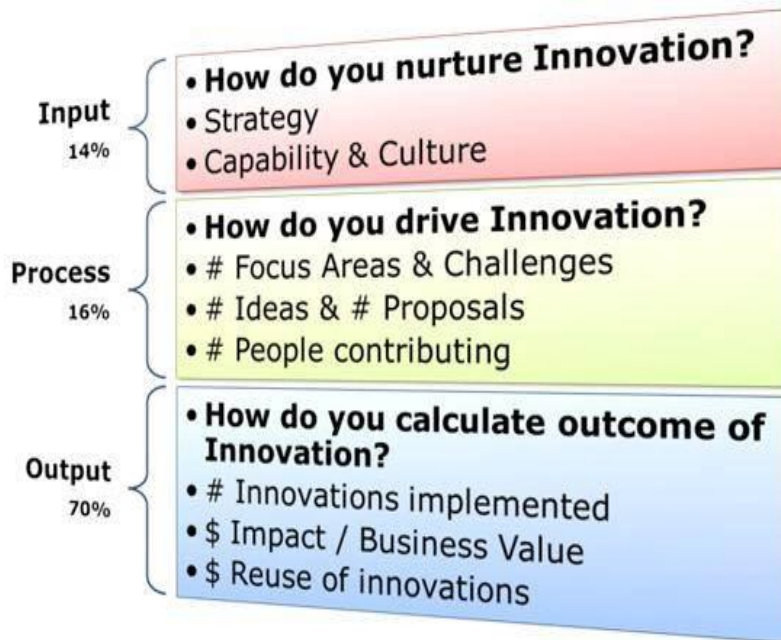 Input
14%
• How do you nurture Innovation?
• Strategy
• Capability & Culture
Process
16%
• How do you drive Innovation?
• # Focus Areas & Challenges
• # Ideas & # Proposals
• # People contributing
Output
70%
• How do you calculate outcome of
Innovation?
• # Innovations implemented
• $ Impact / Business Value
• $ Reuse of innovations